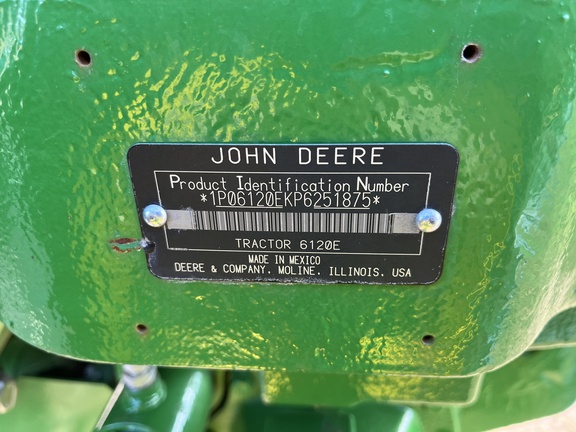 JOHN DEERE
Product Identification Number
*1P06120EKP6251875*
TRACTOR 6120E
MADE IN MEXICO
DEERE & COMPANY, MOLINE, ILLINOIS, USA